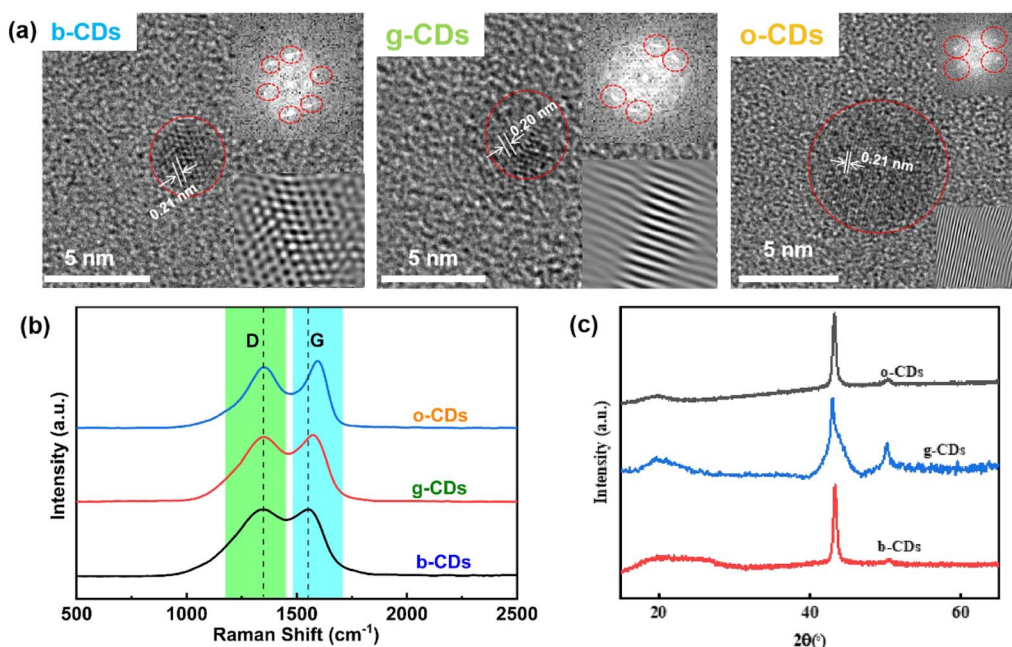 (a)
b-CDs
0.21 nm
5 nm
g-CDs
0.20 nm
5 nm
o-CDs
0.21 nm
5 nm
(b)
D
G
o-CDs
g-CDs
b-CDs
Intensity (a.u.)
500
1000
1500
2000
2500
Raman Shift (cm⁻¹)
(c)
o-CDs
g-CDs
b-CDs
Intensity (a.u.)
20
40
60
2θ(°